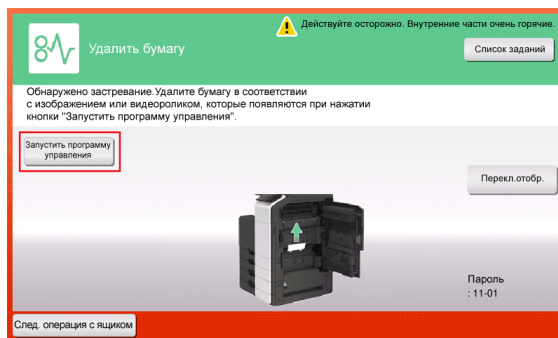 Действуйте осторожно. Внутренние части очень горячие.
Удалить бумагу
Список заданий
Обнаружено застревание.Удалите бумагу в соответствии
с изображением или видеороликом, которые появляются при нажатии
кнопки "Запустить программу управления".
Запустить программу
управления
Перекл.отобр.
Пароль
: 11-01
След. операция с ящиком